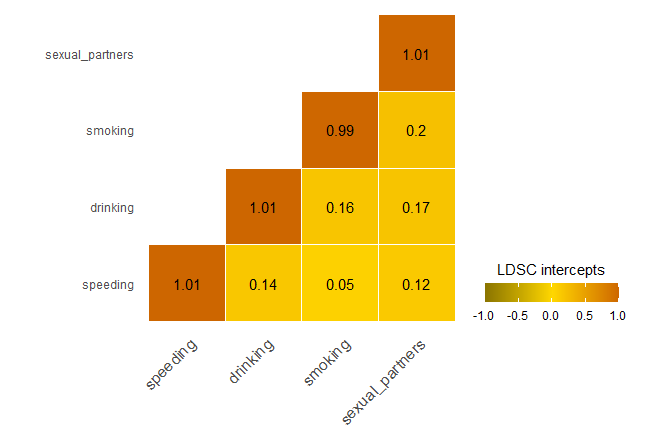 sexual_partners 1.01
smoking 0.99 0.2
drinking 1.01 0.16 0.17
speeding 1.01 0.14 0.05 0.12
speeding drinking smoking sexual_partners
LDSC intercepts
-1.0 -0.5 0.0 0.5 1.0